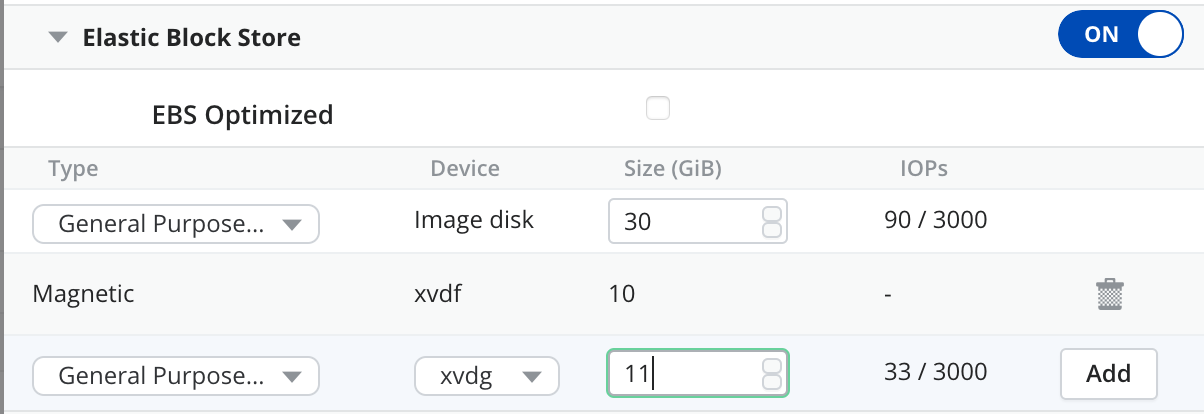 Elastic Block Store ON
EBS Optimized
Type Device Size (GiB) IOPs
General Purpose... Image disk 30 90 / 3000
Magnetic xvdf 10 -
General Purpose... xvdg 11 33 / 3000 Add